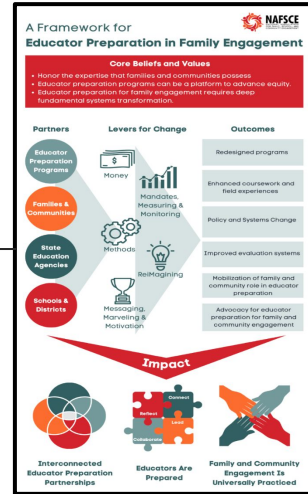 A Framework for
NAFSCE
Educator Preparation in Family Engagement
Core Beliefs and Values
• Honor the expertise that families and communities possess
• Educator preparation programs can be a platform to advance equity.
• Educator preparation for family engagement requires deep
fundamental systems transformation.
Partners
Levers for Change
Outcomes
Educator
Preparation
Programs
Families &
Communities
State
Education
Agencies
Schools &
Districts
Money
Mandates,
Measuring &
Monitoring
Methods
ReiMagining
Messaging,
Marveling &
Motivation
Redesigned programs
Enhanced coursework and
field experiences
Policy and Systems Change
Improved evaluation systems
Mobilization of family and
community role in educator
preparation
Advocacy for educator
preparation for family and
community engagement
Impact
Connect
Reflect
Lead
Collaborate
Interconnected
Educator Preparation
Partnerships
Educators Are
Prepared
Family and Community
Engagement Is
Universally Practiced